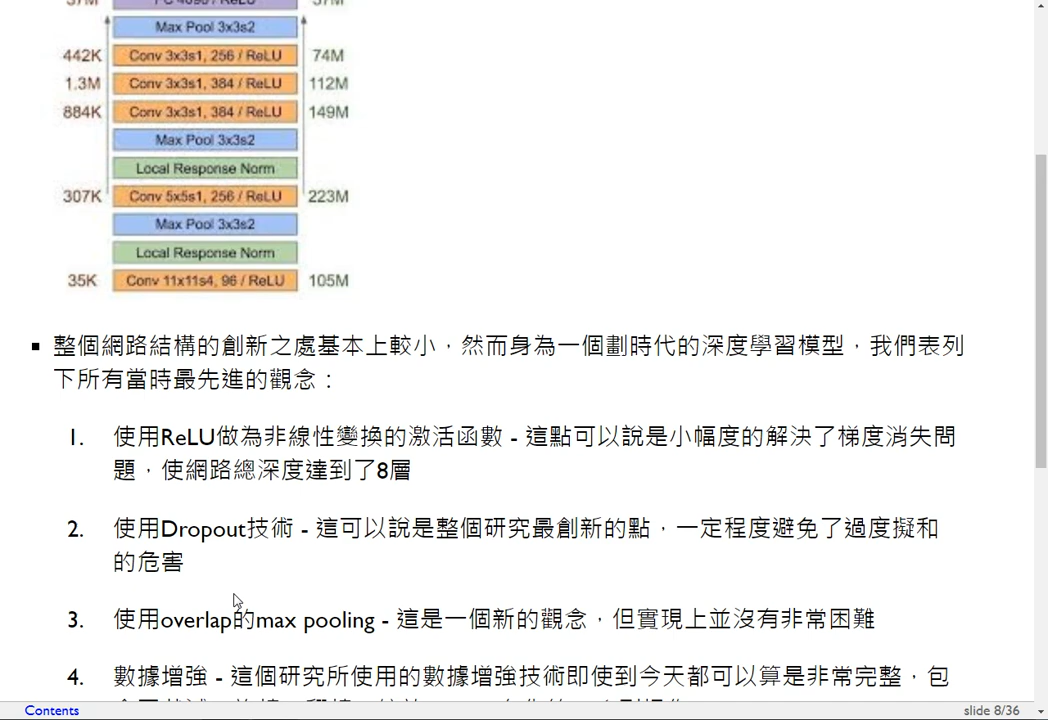 37M FC 4096 / ReLU 37M
Max Pool 3x3s2
442K Conv 3x3s1, 256 / ReLU 74M
1.3M Conv 3x3s1, 384 / ReLU 112M
884K Conv 3x3s1, 384 / ReLU 149M
Max Pool 3x3s2
Local Response Norm
307K Conv 5x5s1, 256 / ReLU 223M
Max Pool 3x3s2
Local Response Norm
35K Conv 11x11s4, 96 / ReLU 105M
整個網路結構的創新之處基本上較小，然而身為一個劃時代的深度學習模型，我們表列
下所有當時最先進的觀念：
1. 使用ReLU做為非線性變換的激活函數 - 這點可以說是小幅度的解決了梯度消失問
題，使網路總深度達到了8層
2. 使用Dropout技術 - 這可以說是整個研究最創新的點，一定程度避免了過度擬和
的危害
3. 使用overlap的max pooling - 這是一個新的觀念，但實現上並沒有非常困難
4. 數據增強 - 這個研究所使用的數據增強技術即使到今天都可以算是非常完整，包
Contents slide 8/36